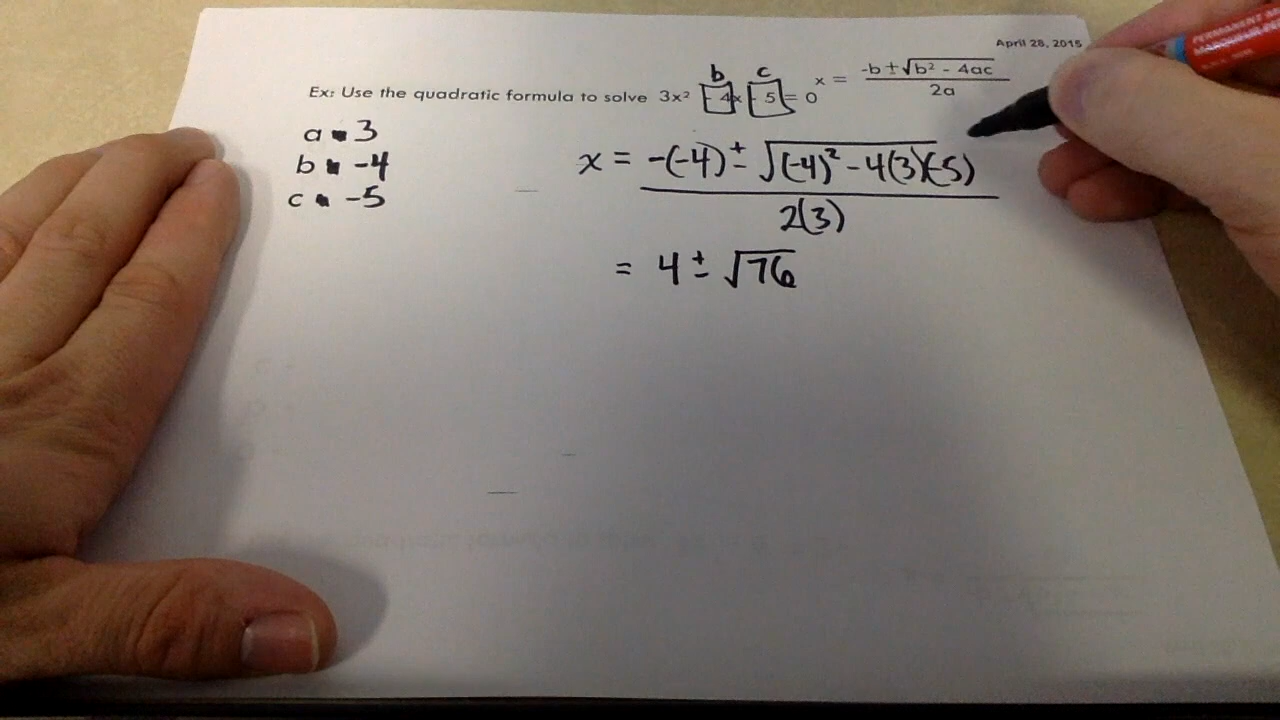 April 28, 2015
Ex: Use the quadratic formula to solve 3x² - 4x - 5 = 0
b c
x = -b ± √b² - 4ac
2a
a = 3
b = -4
c = -5
x = -(-4) ± √(-4)² - 4(3)(-5)
2(3)
= 4 ± √76
PERMANENT